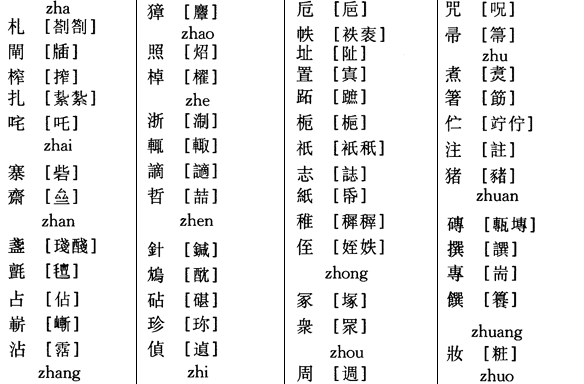 zha
札 [剳劄]
閘 [牐]
榨 [搾]
扎 [紥紮]
咤 [吒]
zhai
寨 [砦]
齋 [亝]
zhan
盞 [琖醆]
氈 [氊]
占 [佔]
嶄 [嶃]
沾 [霑]
zhang
獐 [麞]
zhao
照 [炤]
棹 [櫂]
zhe
浙 [淛]
輒 [輙]
謫 [讁]
哲 [喆]
zhen
針 [鍼]
鴆 [酖]
砧 [碪]
珍 [珎]
偵 [遉]
zhi
卮 [巵]
帙 [袟袠]
址 [阯]
置 [寘]
跖 [蹠]
梔 [栀]
祇 [衹秖]
志 [誌]
紙 [帋]
稚 [稺穉]
侄 [姪妷]
zhong
冢 [塚]
衆 [眾]
zhou
周 [週]
咒 [呪]
帚 [箒]
zhu
煮 [煑]
箸 [筯]
伫 [竚佇]
注 [註]
猪 [豬]
zhuan
磚 [甎塼]
撰 [譔]
專 [耑]
饌 [籑]
zhuang
妝 [粧]
zhuo